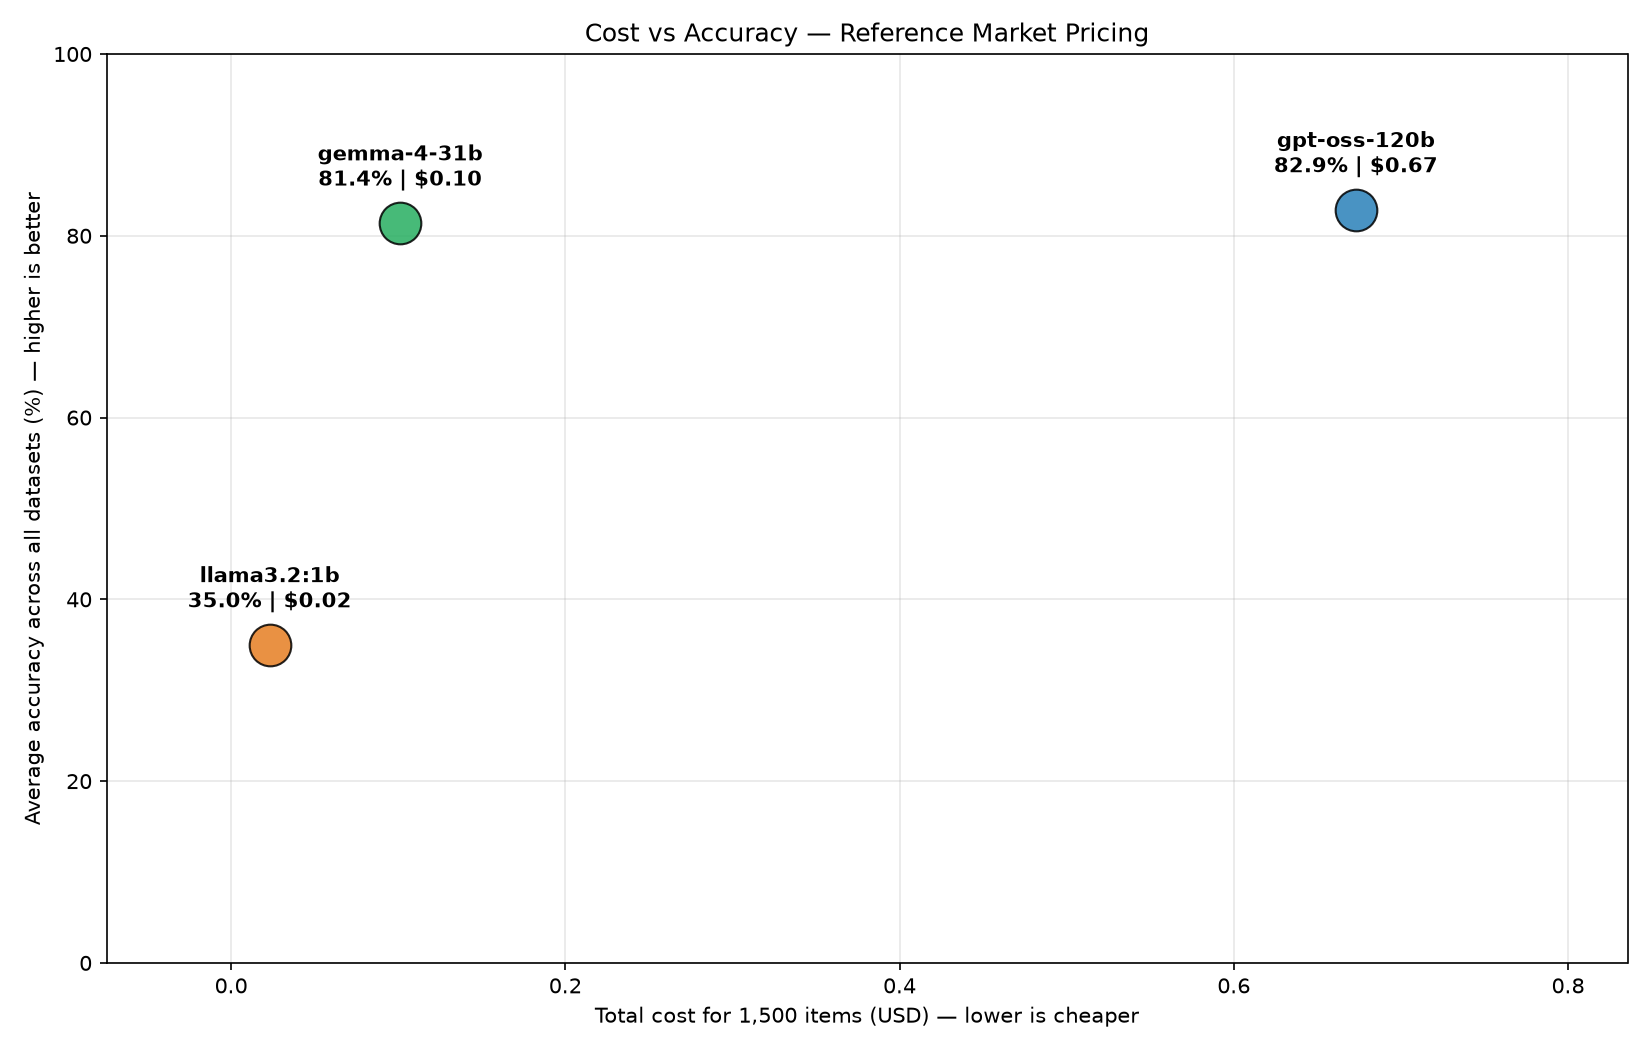 Cost vs Accuracy — Reference Market Pricing
Average accuracy across all datasets (%) — higher is better
100
80
60
40
20
0
gemma-4-31b
81.4% | $0.10
gpt-oss-120b
82.9% | $0.67
llama3.2:1b
35.0% | $0.02
0.0
0.2
0.4
0.6
0.8
Total cost for 1,500 items (USD) — lower is cheaper